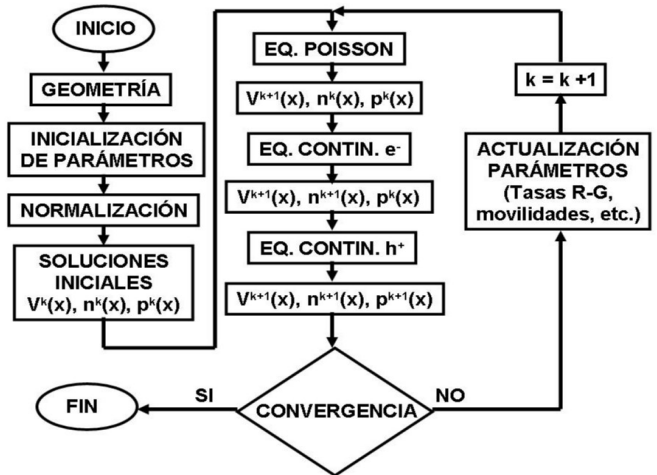 INICIO
GEOMETRÍA
INICIALIZACIÓN
DE PARÁMETROS
NORMALIZACIÓN
SOLUCIONES
INICIALES
Vᵏ(x), nᵏ(x), pᵏ(x)
EQ. POISSON
Vᵏ⁺¹(x), nᵏ(x), pᵏ(x)
EQ. CONTIN. e⁻
Vᵏ⁺¹(x), nᵏ⁺¹(x), pᵏ(x)
EQ. CONTIN. h⁺
Vᵏ⁺¹(x), nᵏ⁺¹(x), pᵏ⁺¹(x)
CONVERGENCIA
SI
FIN
NO
ACTUALIZACIÓN
PARÁMETROS
(Tasas R-G,
movilidades, etc.)
k = k +1